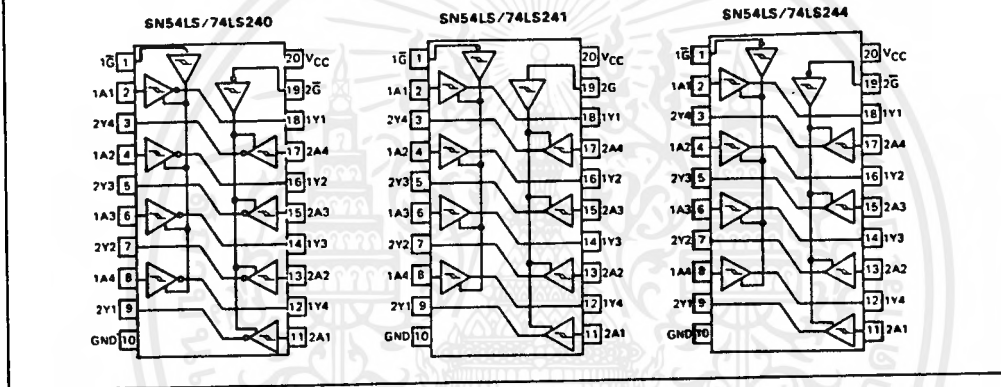 SN54LS/74LS240
1G̅ 1 20 VCC
1A1 2 19 2G̅
2Y4 3 18 1Y1
1A2 4 17 2A4
2Y3 5 16 1Y2
1A3 6 15 2A3
2Y2 7 14 1Y3
1A4 8 13 2A2
2Y1 9 12 1Y4
GND 10 11 2A1
SN54LS/74LS241
1G̅ 1 20 VCC
1A1 2 19 2G
2Y4 3 18 1Y1
1A2 4 17 2A4
2Y3 5 16 1Y2
1A3 6 15 2A3
2Y2 7 14 1Y3
1A4 8 13 2A2
2Y1 9 12 1Y4
GND 10 11 2A1
SN54LS/74LS244
1G̅ 1 20 VCC
1A1 2 19 2G̅
2Y4 3 18 1Y1
1A2 4 17 2A4
2Y3 5 16 1Y2
1A3 6 15 2A3
2Y2 7 14 1Y3
1A4 8 13 2A2
2Y1 9 12 1Y4
GND 10 11 2A1